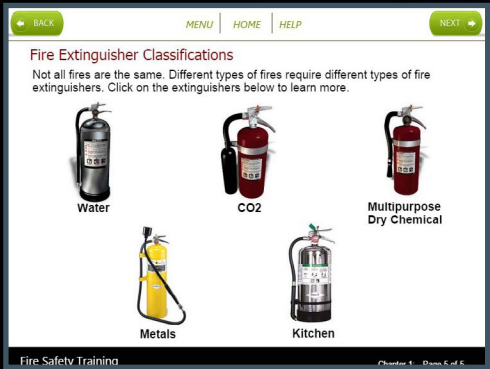 BACK
MENU HOME HELP
NEXT
Fire Extinguisher Classifications
Not all fires are the same. Different types of fires require different types of fire
extinguishers. Click on the extinguishers below to learn more.
Water
CO2
Multipurpose
Dry Chemical
Metals
Kitchen
Fire Safety Training
Chapter 1: Page 5 of 5